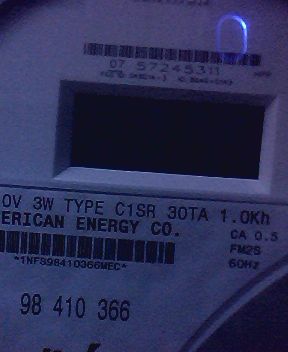 07 57245311
0V 3W TYPE C1SR 30TA 1.0Kh
ERICAN ENERGY CO.
CA 0.5
FM2S
60Hz
*1NFS98410366MEC*
98 410 366